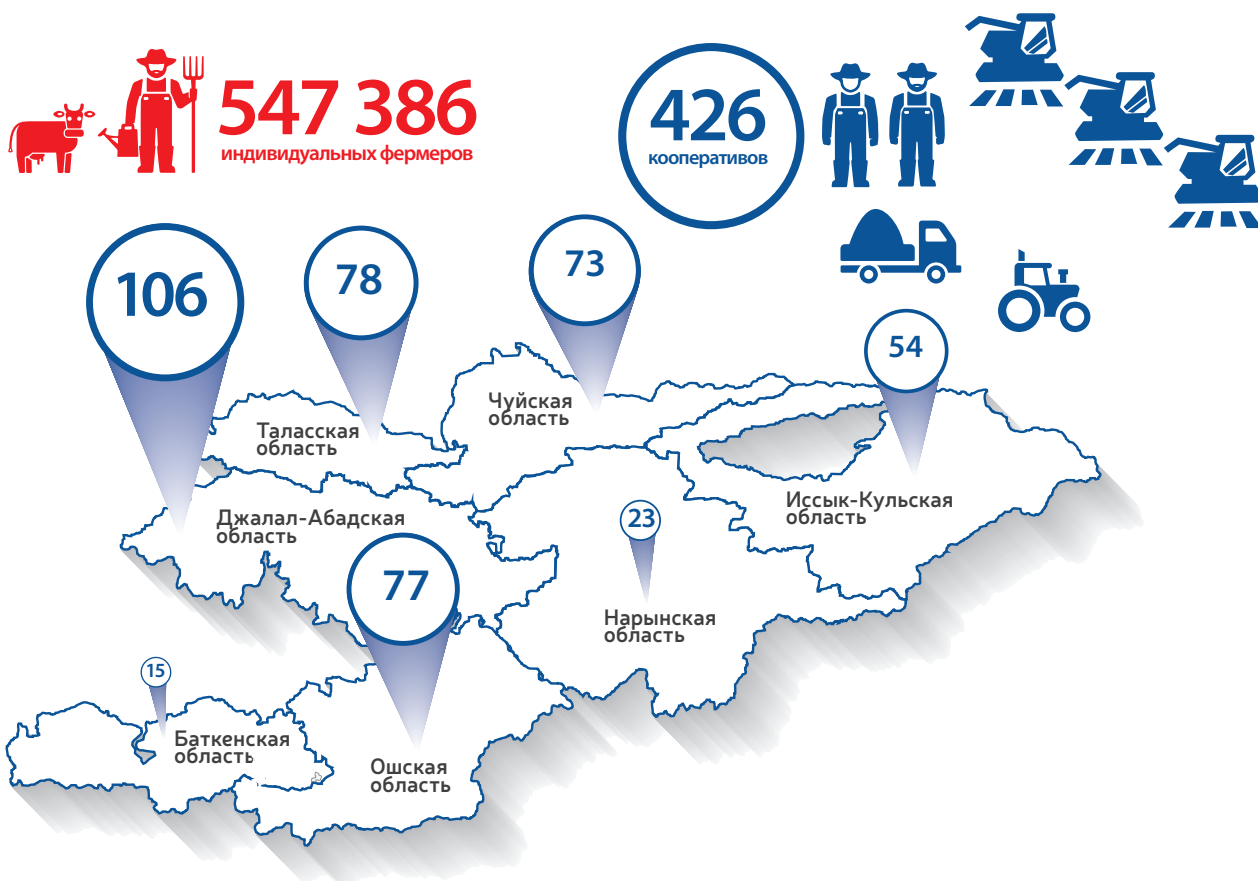 547 386
индивидуальных фермеров
426
кооперативов
106
78
73
54
Чуйская
область
Таласская
область
Иссык-Кульская
область
Джалал-Абадская
область
23
77
Нарынская
область
15
Баткенская
область
Ошская
область